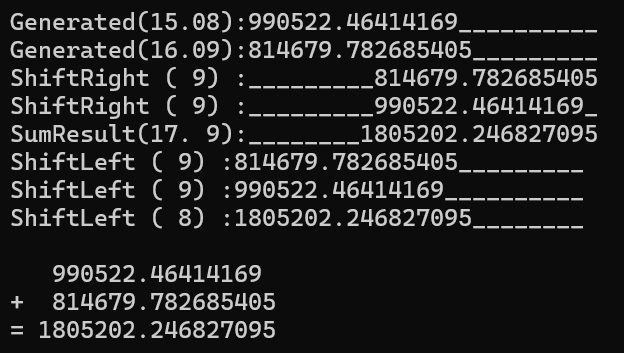 Generated(15.08):990522.46414169__________
Generated(16.09):814679.782685405_________
ShiftRight ( 9) :_________814679.782685405
ShiftRight ( 9) :_________990522.46414169_
SumResult(17. 9):________1805202.246827095
ShiftLeft ( 9) :814679.782685405_________
ShiftLeft ( 9) :990522.46414169__________
ShiftLeft ( 8) :1805202.246827095________
990522.46414169
+  814679.782685405
= 1805202.246827095